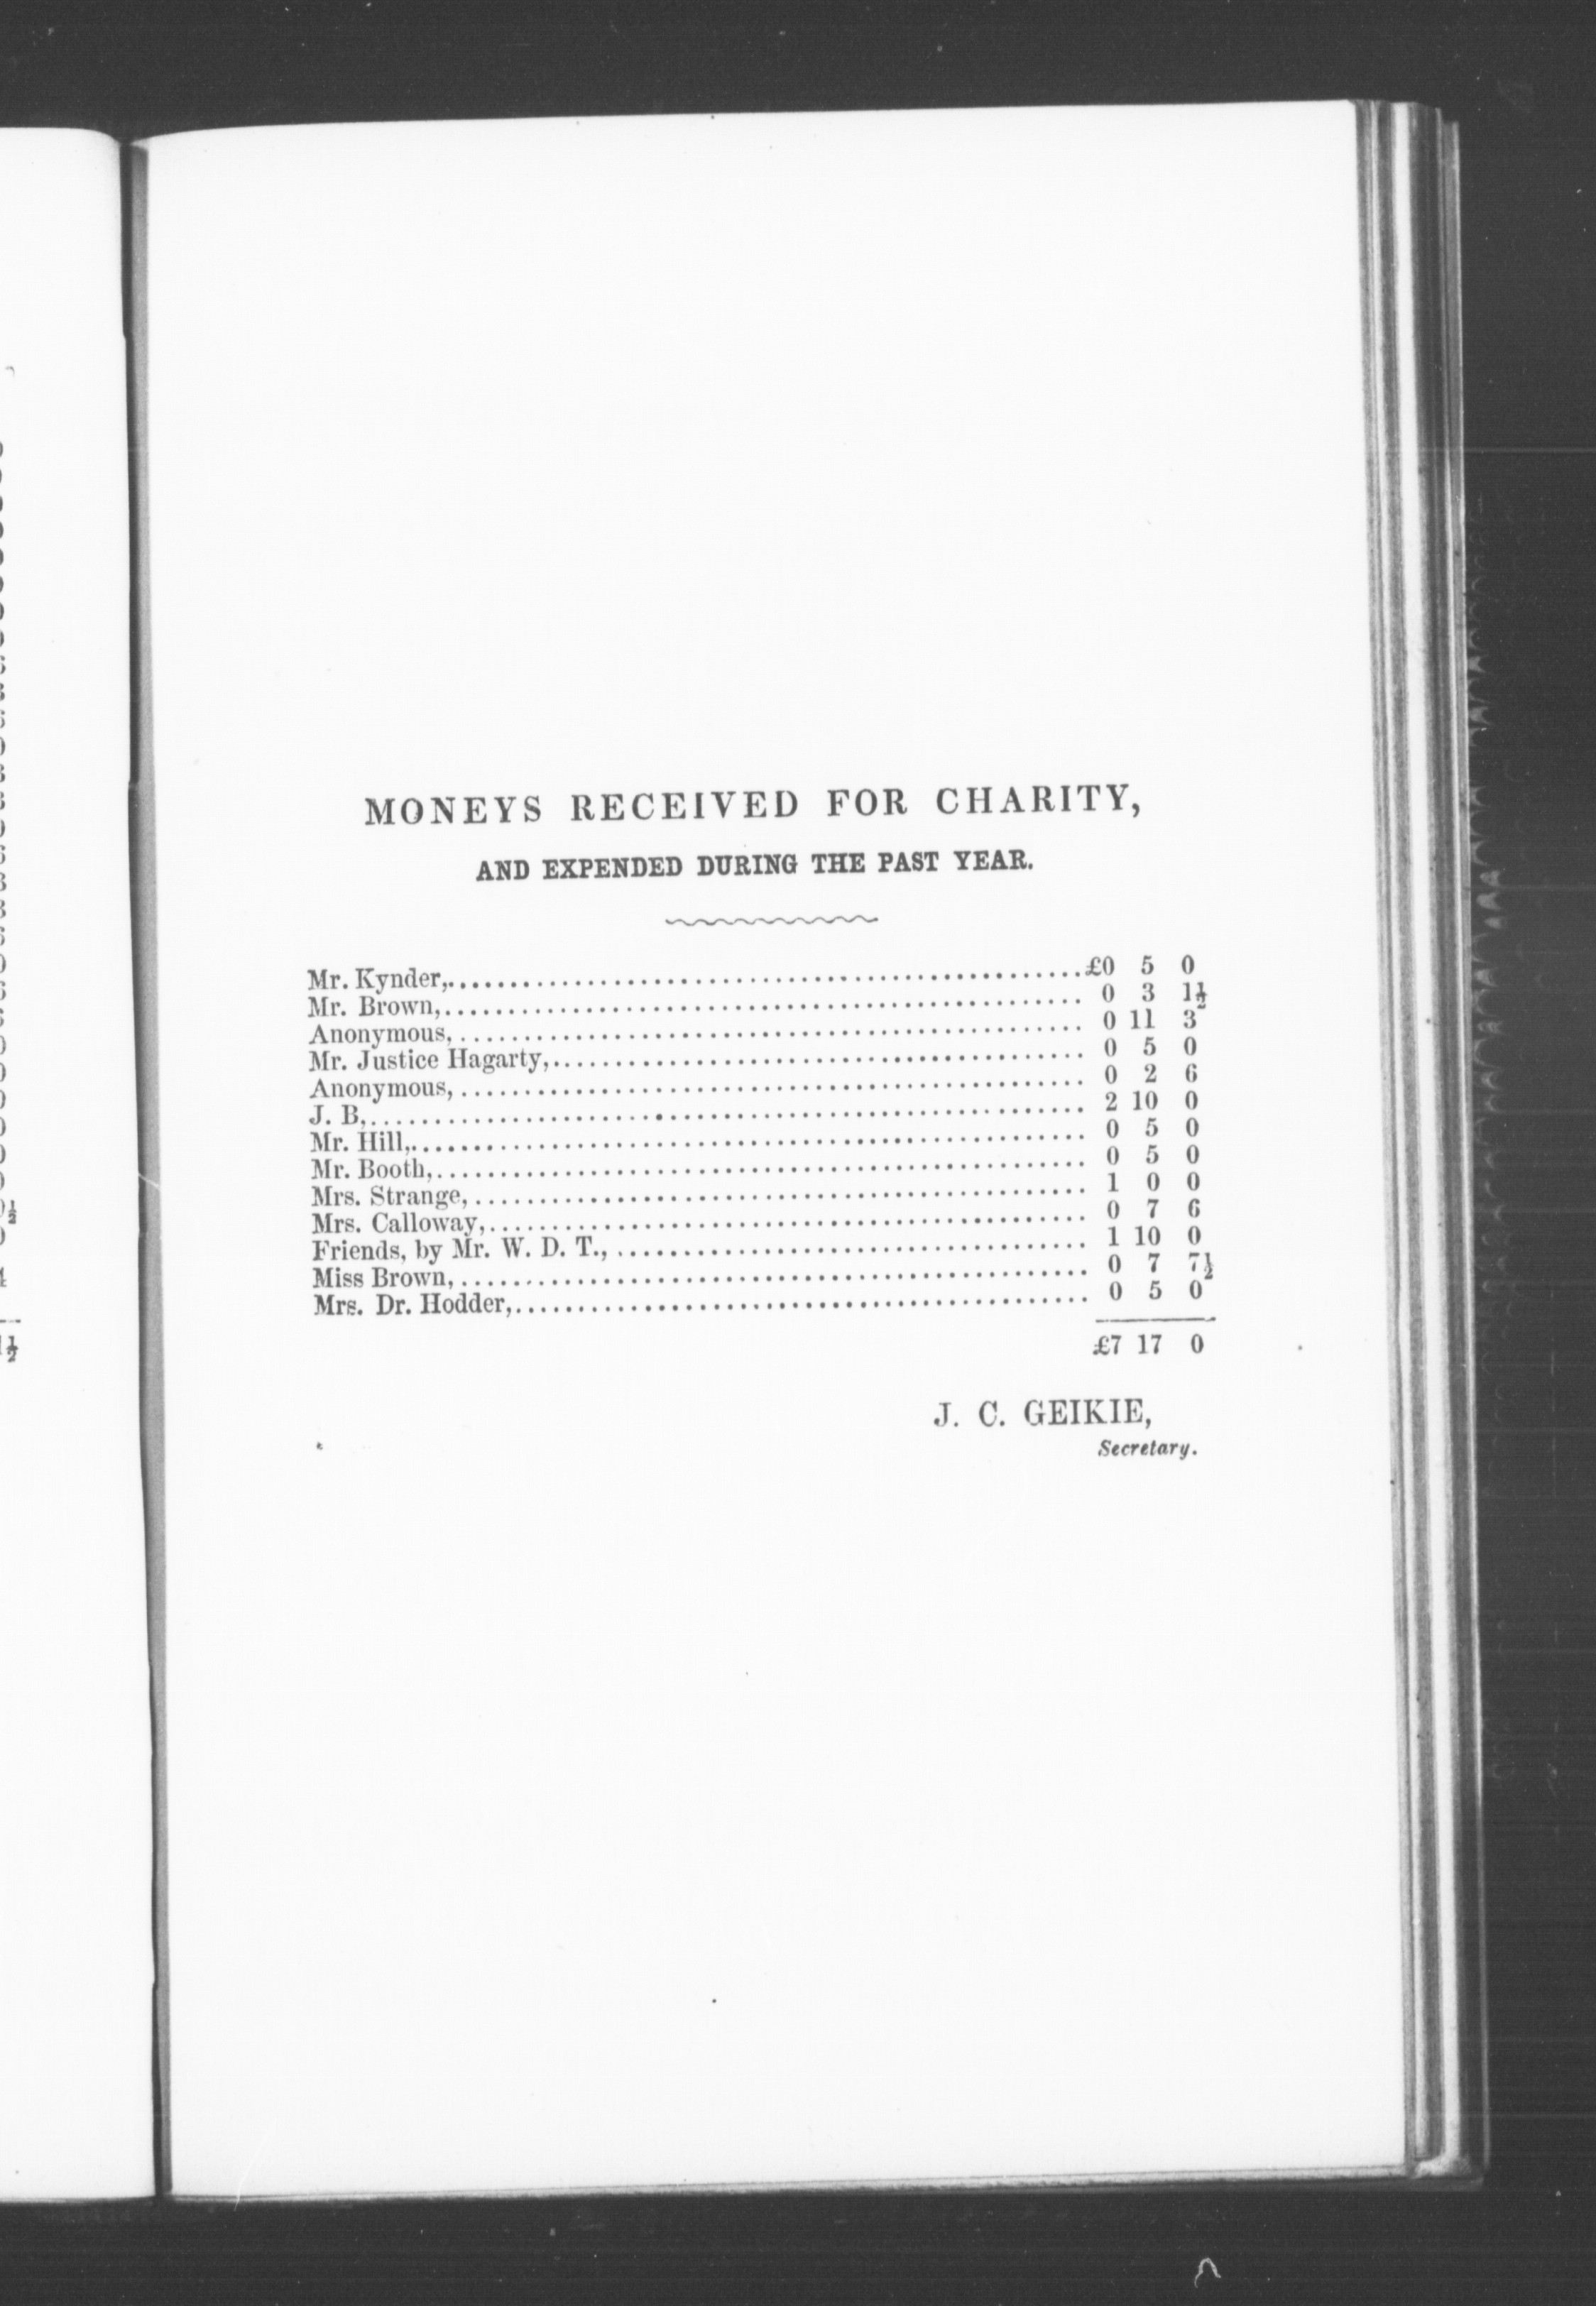 MONEYS RECEIVED FOR CHARITY,
AND EXPENDED DURING THE PAST YEAR.
Mr. Kynder,.................................................. £0 5 0
Mr. Brown,.................................................. 0 3 1½
Anonymous,.................................................. 0 11 3
Mr. Justice Hagarty,.................................................. 0 5 0
Anonymous,.................................................. 0 2 6
J. B,.................................................. 2 10 0
Mr. Hill,.................................................. 0 5 0
Mr. Booth,.................................................. 0 5 0
Mrs. Strange,.................................................. 1 0 0
Mrs. Calloway,.................................................. 0 7 6
Friends, by Mr. W. D. T.,.................................................. 1 10 0
Miss Brown,.................................................. 0 7 7½
Mrs. Dr. Hodder,.................................................. 0 5 0
£7 17 0
J. C. GEIKIE,
Secretary.